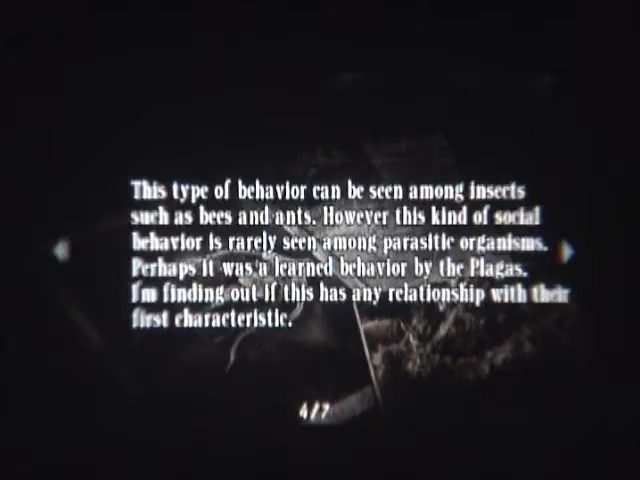 This type of behavior can be seen among insects
such as bees and ants. However this kind of social
behavior is rarely seen among parasitic organisms.
Perhaps it was a learned behavior by the Plagas.
I'm finding out if this has any relationship with their
first characteristic.
4/7